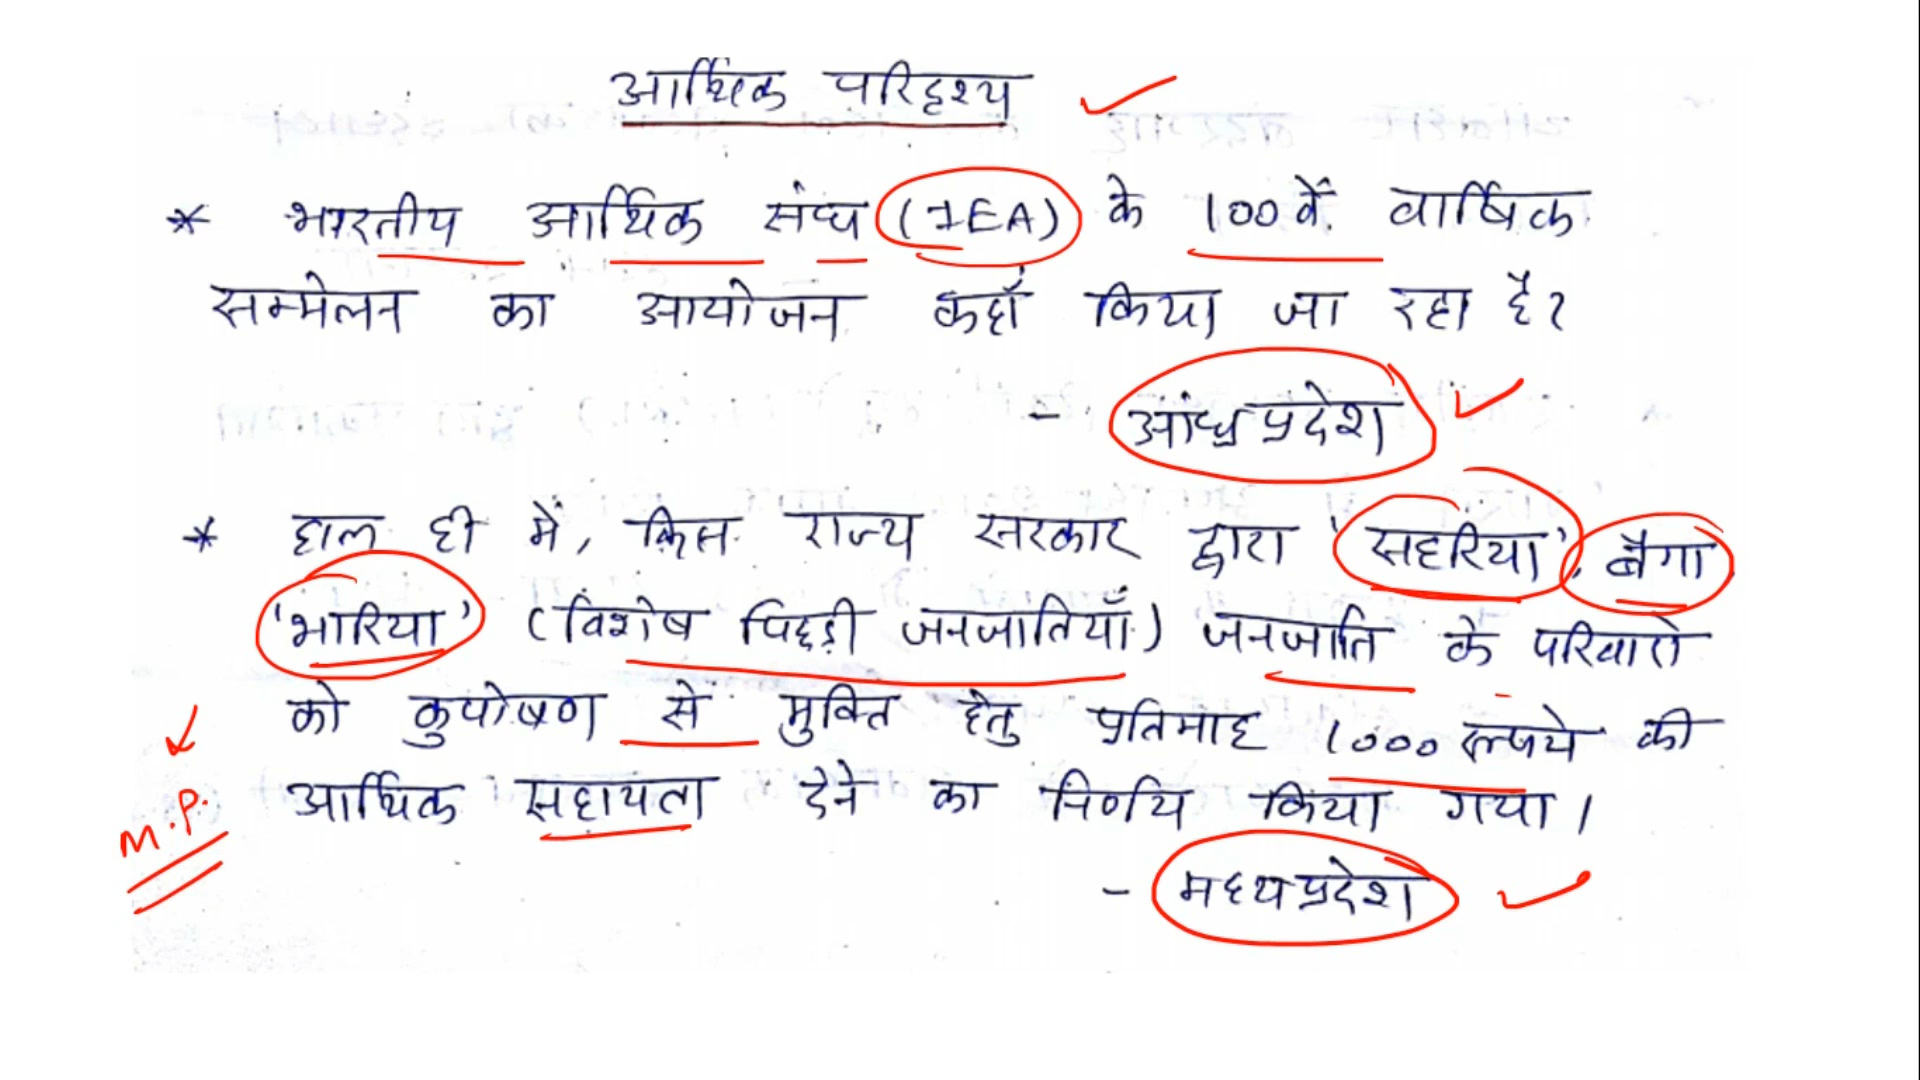 आर्थिक परिदृश्य
* भारतीय आर्थिक संघ (IEA) के 100वें वार्षिक
सम्मेलन का आयोजन कहाँ किया जा रहा है?
- आंध्र प्रदेश
* हाल ही में, किस राज्य सरकार द्वारा 'सहरिया', बैगा
'भारिया' (विशेष पिछड़ी जनजातियाँ) जनजाति के परिवारों
को कुपोषण से मुक्ति हेतु प्रतिमाह 1000 रूपये की
आर्थिक सहायता देने का निर्णय किया गया।
M.P.
- मध्य प्रदेश